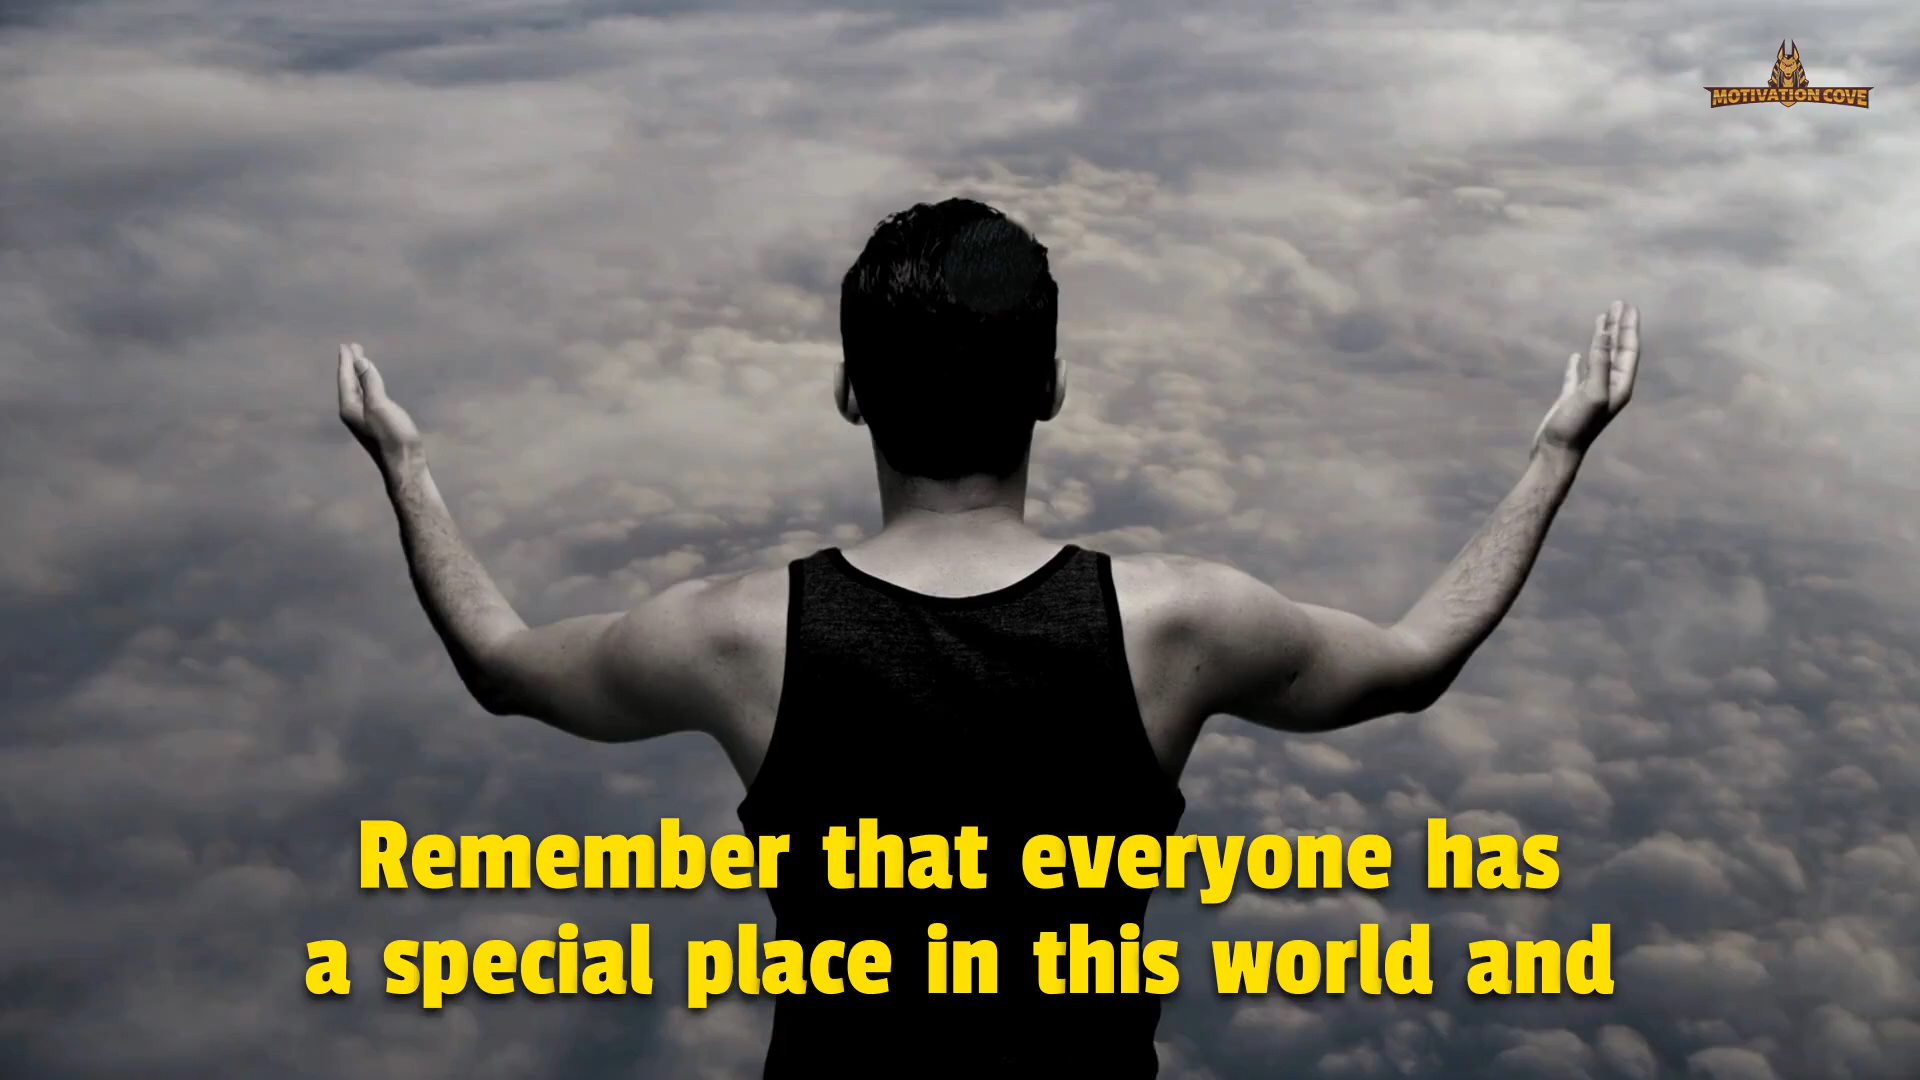 MOTIVATION COVE
Remember that everyone has
a special place in this world and